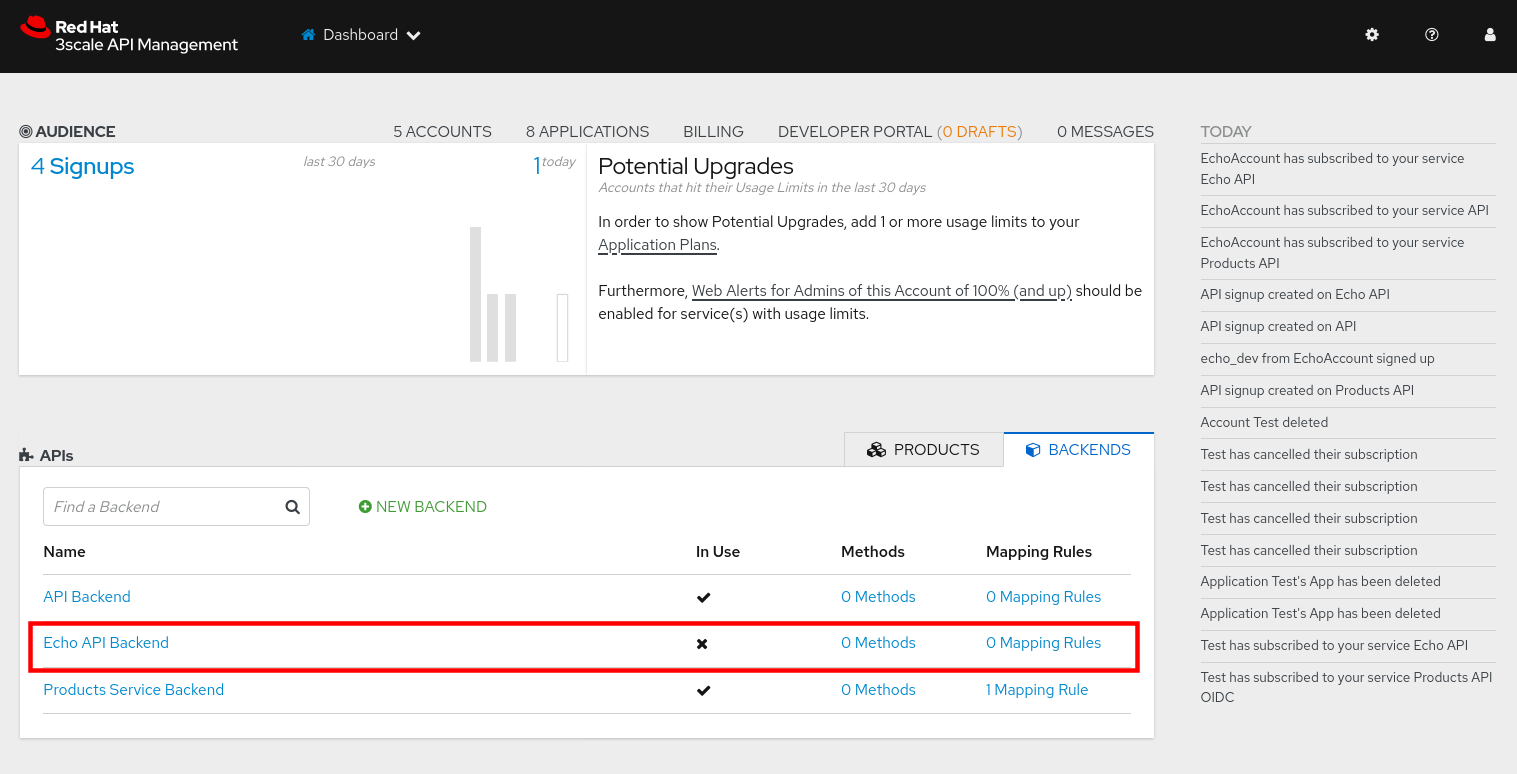 Red Hat
3scale API Management
Dashboard
AUDIENCE
5 ACCOUNTS
8 APPLICATIONS
BILLING
DEVELOPER PORTAL (0 DRAFTS)
0 MESSAGES
4 Signups
last 30 days
1 today
Potential Upgrades
Accounts that hit their Usage Limits in the last 30 days
In order to show Potential Upgrades, add 1 or more usage limits to your
Application Plans.
Furthermore, Web Alerts for Admins of this Account of 100% (and up) should be
enabled for service(s) with usage limits.
APIs
PRODUCTS
BACKENDS
Find a Backend
NEW BACKEND
Name
In Use
Methods
Mapping Rules
API Backend
0 Methods
0 Mapping Rules
Echo API Backend
0 Methods
0 Mapping Rules
Products Service Backend
0 Methods
1 Mapping Rule
TODAY
EchoAccount has subscribed to your service
Echo API
EchoAccount has subscribed to your service API
EchoAccount has subscribed to your service
Products API
API signup created on Echo API
API signup created on API
echo_dev from EchoAccount signed up
API signup created on Products API
Account Test deleted
Test has cancelled their subscription
Test has cancelled their subscription
Test has cancelled their subscription
Test has cancelled their subscription
Application Test's App has been deleted
Application Test's App has been deleted
Test has subscribed to your service Echo API
Test has subscribed to your service Products API
OIDC